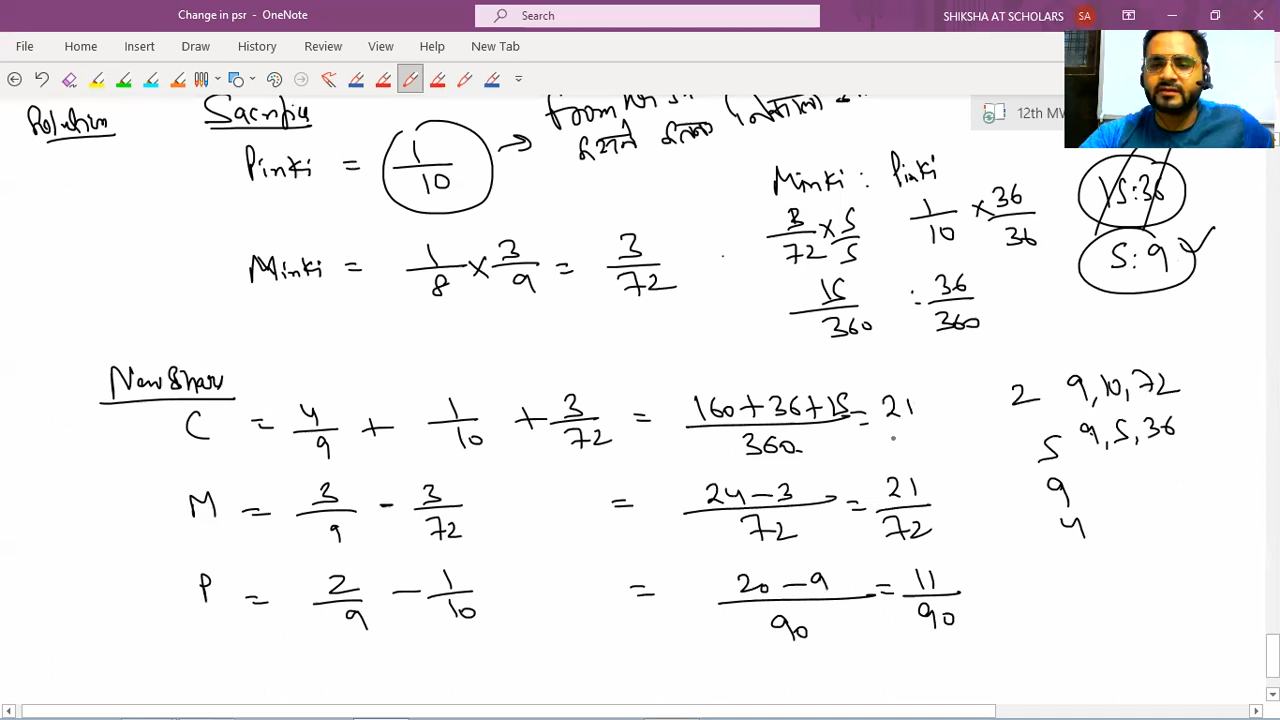 Change in psr - OneNote
Search
SHIKSHA AT SCHOLARS SA
File Home Insert Draw History Review View Help New Tab
12th MW
Solution Sacrifice
from her s
Pinki = 1/10 →
Minki : Pinki
3/72 × 5/5 1/10 × 36/36
15:36
5:9 ✓
Minki = 1/8 × 3/9 = 3/72
15/360 : 36/360
New Share
C = 4/9 + 1/10 + 3/72 = 160+36+15/360 = 21
M = 3/9 - 3/72 = 24-3/72 = 21/72
P = 2/9 - 1/10 = 20-9/90 = 11/90
2 9,10,72
5 9,5,36
9
4